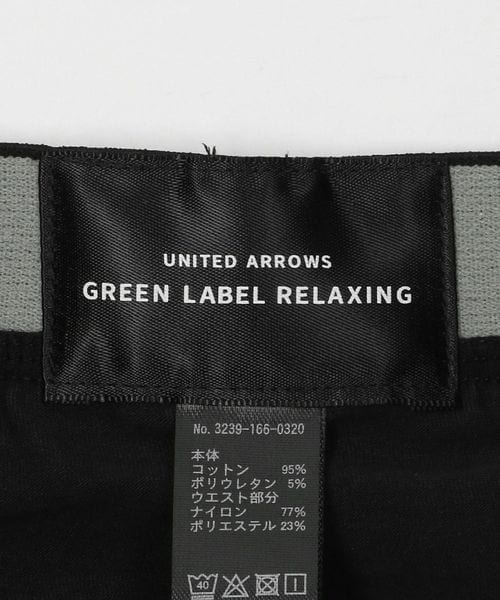 UNITED ARROWS
GREEN LABEL RELAXING
No. 3239-166-0320
本体
コットン 95%
ポリウレタン 5%
ウエスト部分
ナイロン 77%
ポリエステル 23%
40